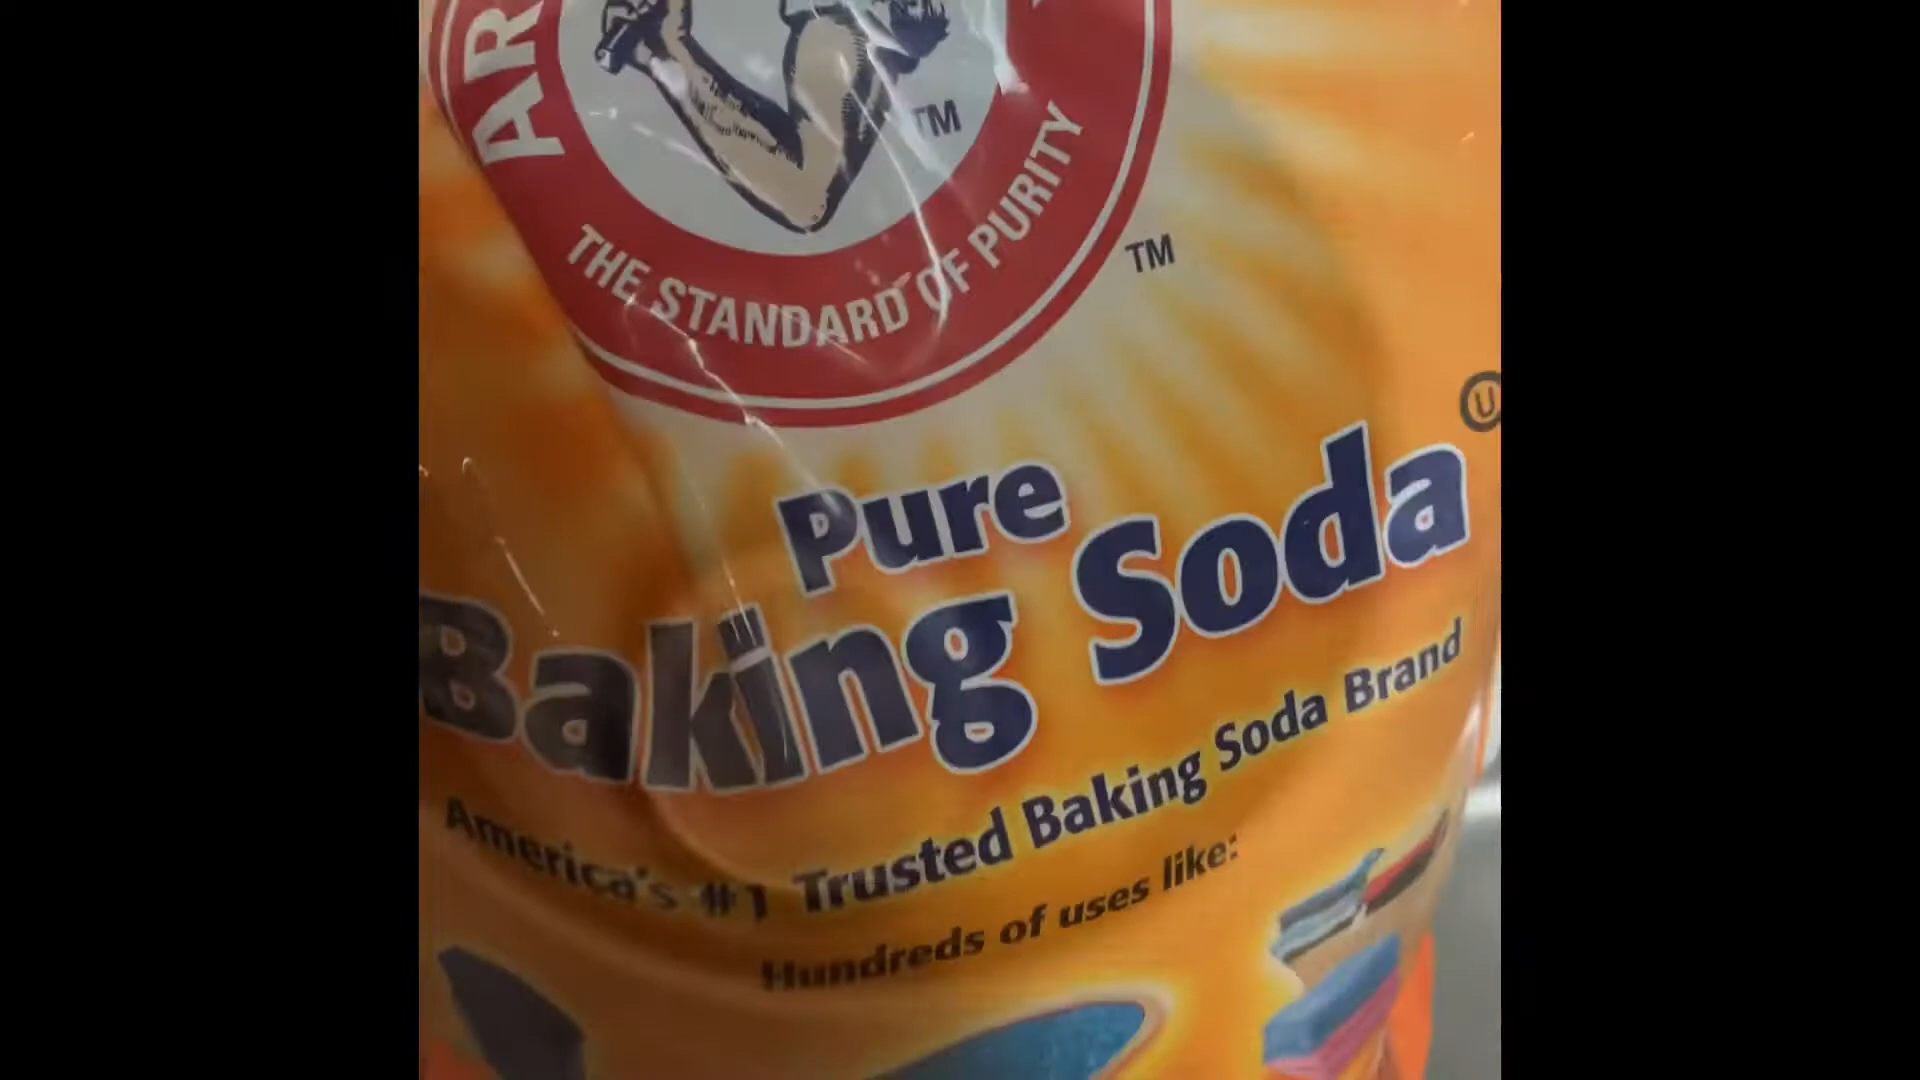 AR
TM
THE STANDARD OF PURITY
TM
U
Pure
Baking Soda
America's #1 Trusted Baking Soda Brand
Hundreds of uses like: